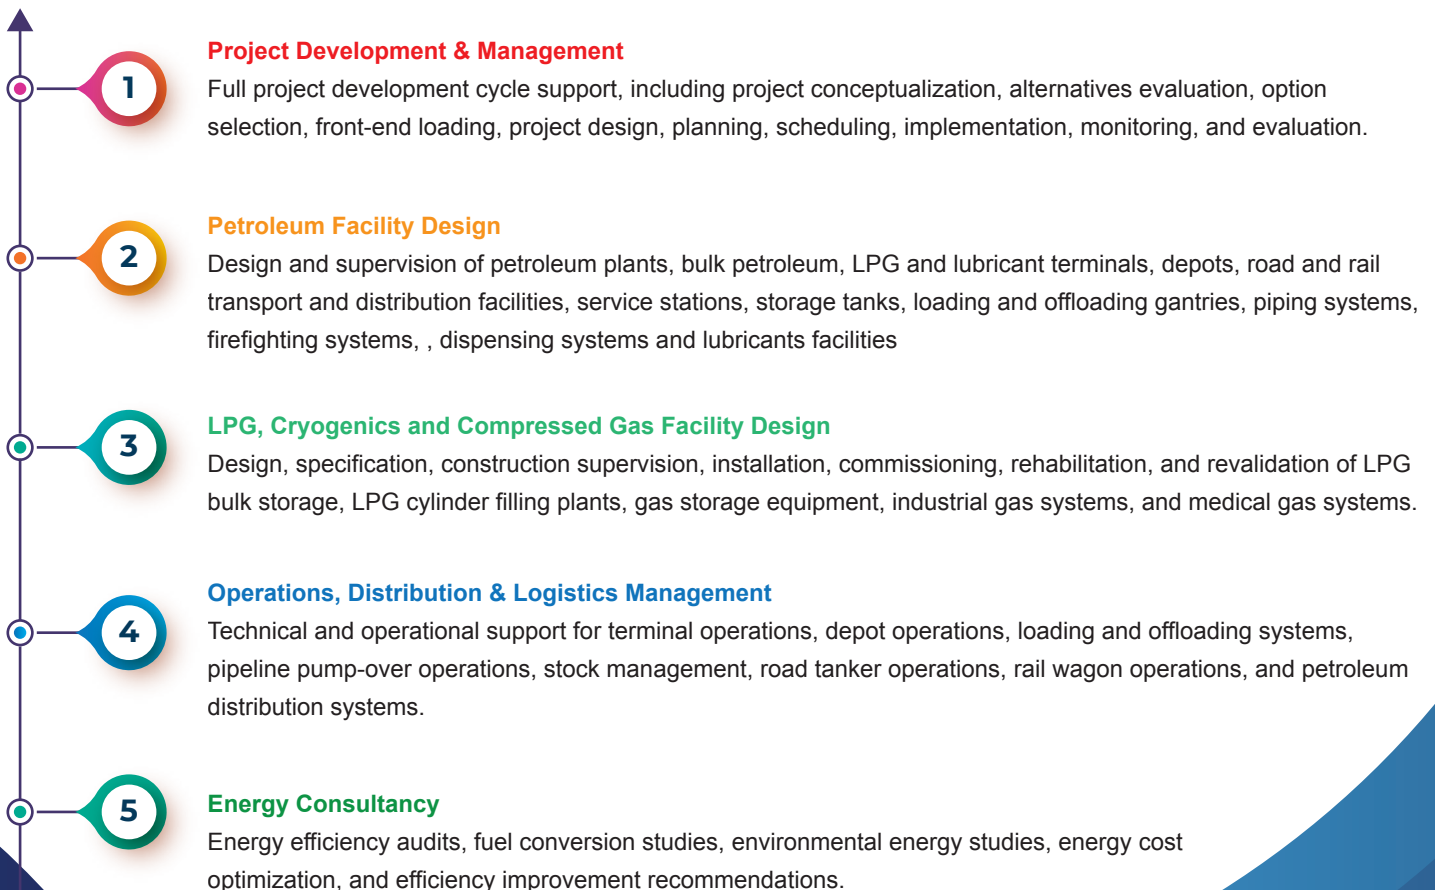 1
Project Development & Management
Full project development cycle support, including project conceptualization, alternatives evaluation, option
selection, front-end loading, project design, planning, scheduling, implementation, monitoring, and evaluation.
2
Petroleum Facility Design
Design and supervision of petroleum plants, bulk petroleum, LPG and lubricant terminals, depots, road and rail
transport and distribution facilities, service stations, storage tanks, loading and offloading gantries, piping systems,
firefighting systems, , dispensing systems and lubricants facilities
3
LPG, Cryogenics and Compressed Gas Facility Design
Design, specification, construction supervision, installation, commissioning, rehabilitation, and revalidation of LPG
bulk storage, LPG cylinder filling plants, gas storage equipment, industrial gas systems, and medical gas systems.
4
Operations, Distribution & Logistics Management
Technical and operational support for terminal operations, depot operations, loading and offloading systems,
pipeline pump-over operations, stock management, road tanker operations, rail wagon operations, and petroleum
distribution systems.
5
Energy Consultancy
Energy efficiency audits, fuel conversion studies, environmental energy studies, energy cost
optimization, and efficiency improvement recommendations.